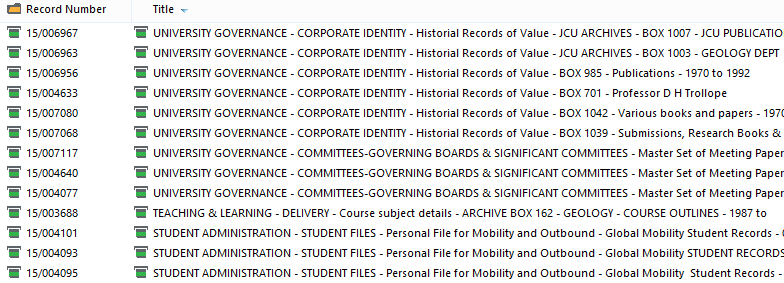 Record Number Title
15/006967 UNIVERSITY GOVERNANCE - CORPORATE IDENTITY - Historial Records of Value - JCU ARCHIVES - BOX 1007 - JCU PUBLICATIO
15/006963 UNIVERSITY GOVERNANCE - CORPORATE IDENTITY - Historial Records of Value - JCU ARCHIVES - BOX 1003 - GEOLOGY DEPT
15/006956 UNIVERSITY GOVERNANCE - CORPORATE IDENTITY - Historial Records of Value - BOX 985 - Publications - 1970 to 1992
15/004633 UNIVERSITY GOVERNANCE - CORPORATE IDENTITY - Historial Records of Value - BOX 701 - Professor D H Trollope
15/007080 UNIVERSITY GOVERNANCE - CORPORATE IDENTITY - Historial Records of Value - BOX 1042 - Various books and papers - 197
15/007068 UNIVERSITY GOVERNANCE - CORPORATE IDENTITY - Historial Records of Value - BOX 1039 - Submissions, Research Books &
15/007117 UNIVERSITY GOVERNANCE - COMMITTEES-GOVERNING BOARDS & SIGNIFICANT COMMITTEES - Master Set of Meeting Paper
15/004640 UNIVERSITY GOVERNANCE - COMMITTEES-GOVERNING BOARDS & SIGNIFICANT COMMITTEES - Master Set of Meeting Paper
15/004077 UNIVERSITY GOVERNANCE - COMMITTEES-GOVERNING BOARDS & SIGNIFICANT COMMITTEES - Master Set of Meeting Paper
15/003688 TEACHING & LEARNING - DELIVERY - Course subject details - ARCHIVE BOX 162 - GEOLOGY - COURSE OUTLINES - 1987 to
15/004101 STUDENT ADMINISTRATION - STUDENT FILES - Personal File for Mobility and Outbound - Global Mobility Student Records -
15/004093 STUDENT ADMINISTRATION - STUDENT FILES - Personal File for Mobility and Outbound - Global Mobility STUDENT RECORDS
15/004095 STUDENT ADMINISTRATION - STUDENT FILES - Personal File for Mobility and Outbound - Global Mobility Student Records -